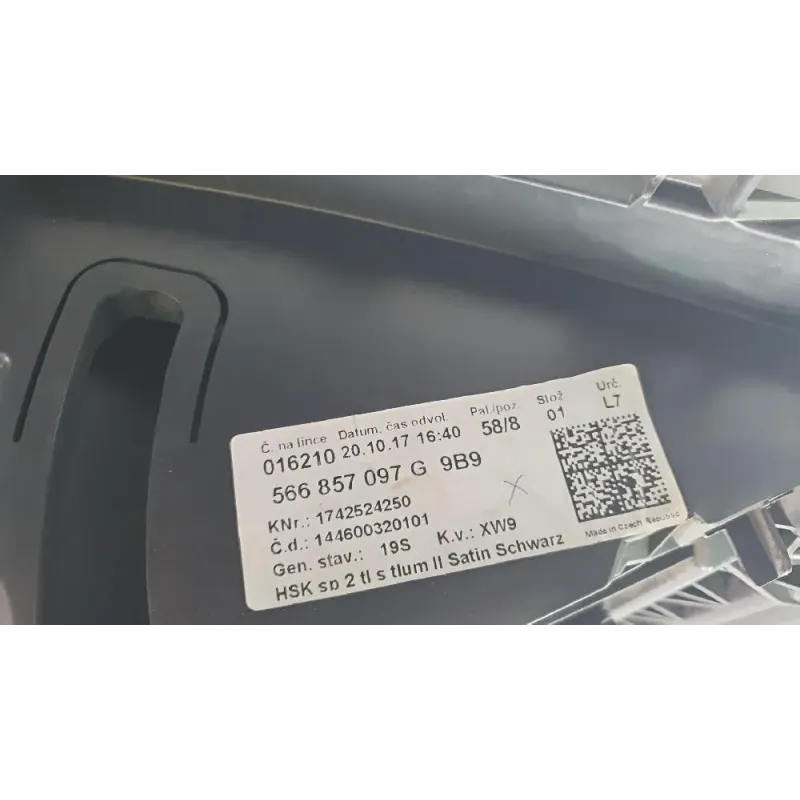 Č. na lince Datum, čas odvol. Pal./poz. Slož Urč.
016210 20.10.17 16:40 58/8 01 L7
566 857 097 G 9B9
KNr.: 1742524250
Č.d.: 144600320101
Gen. stav.: 19S K.v.: XW9
HSK sp 2 tl s tlum II Satin Schwarz
Made in Czech Republic